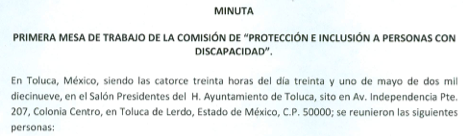 MINUTA
PRIMERA MESA DE TRABAJO DE LA COMISIÓN DE "PROTECCIÓN E INCLUSIÓN A PERSONAS CON
DISCAPACIDAD".
En Toluca, México, siendo las catorce treinta horas del día treinta y uno de mayo de dos mil
diecinueve, en el Salón Presidentes del H. Ayuntamiento de Toluca, sito en Av. Independencia Pte.
207, Colonia Centro, en Toluca de Lerdo, Estado de México, C.P. 50000; se reunieron las siguientes
personas: